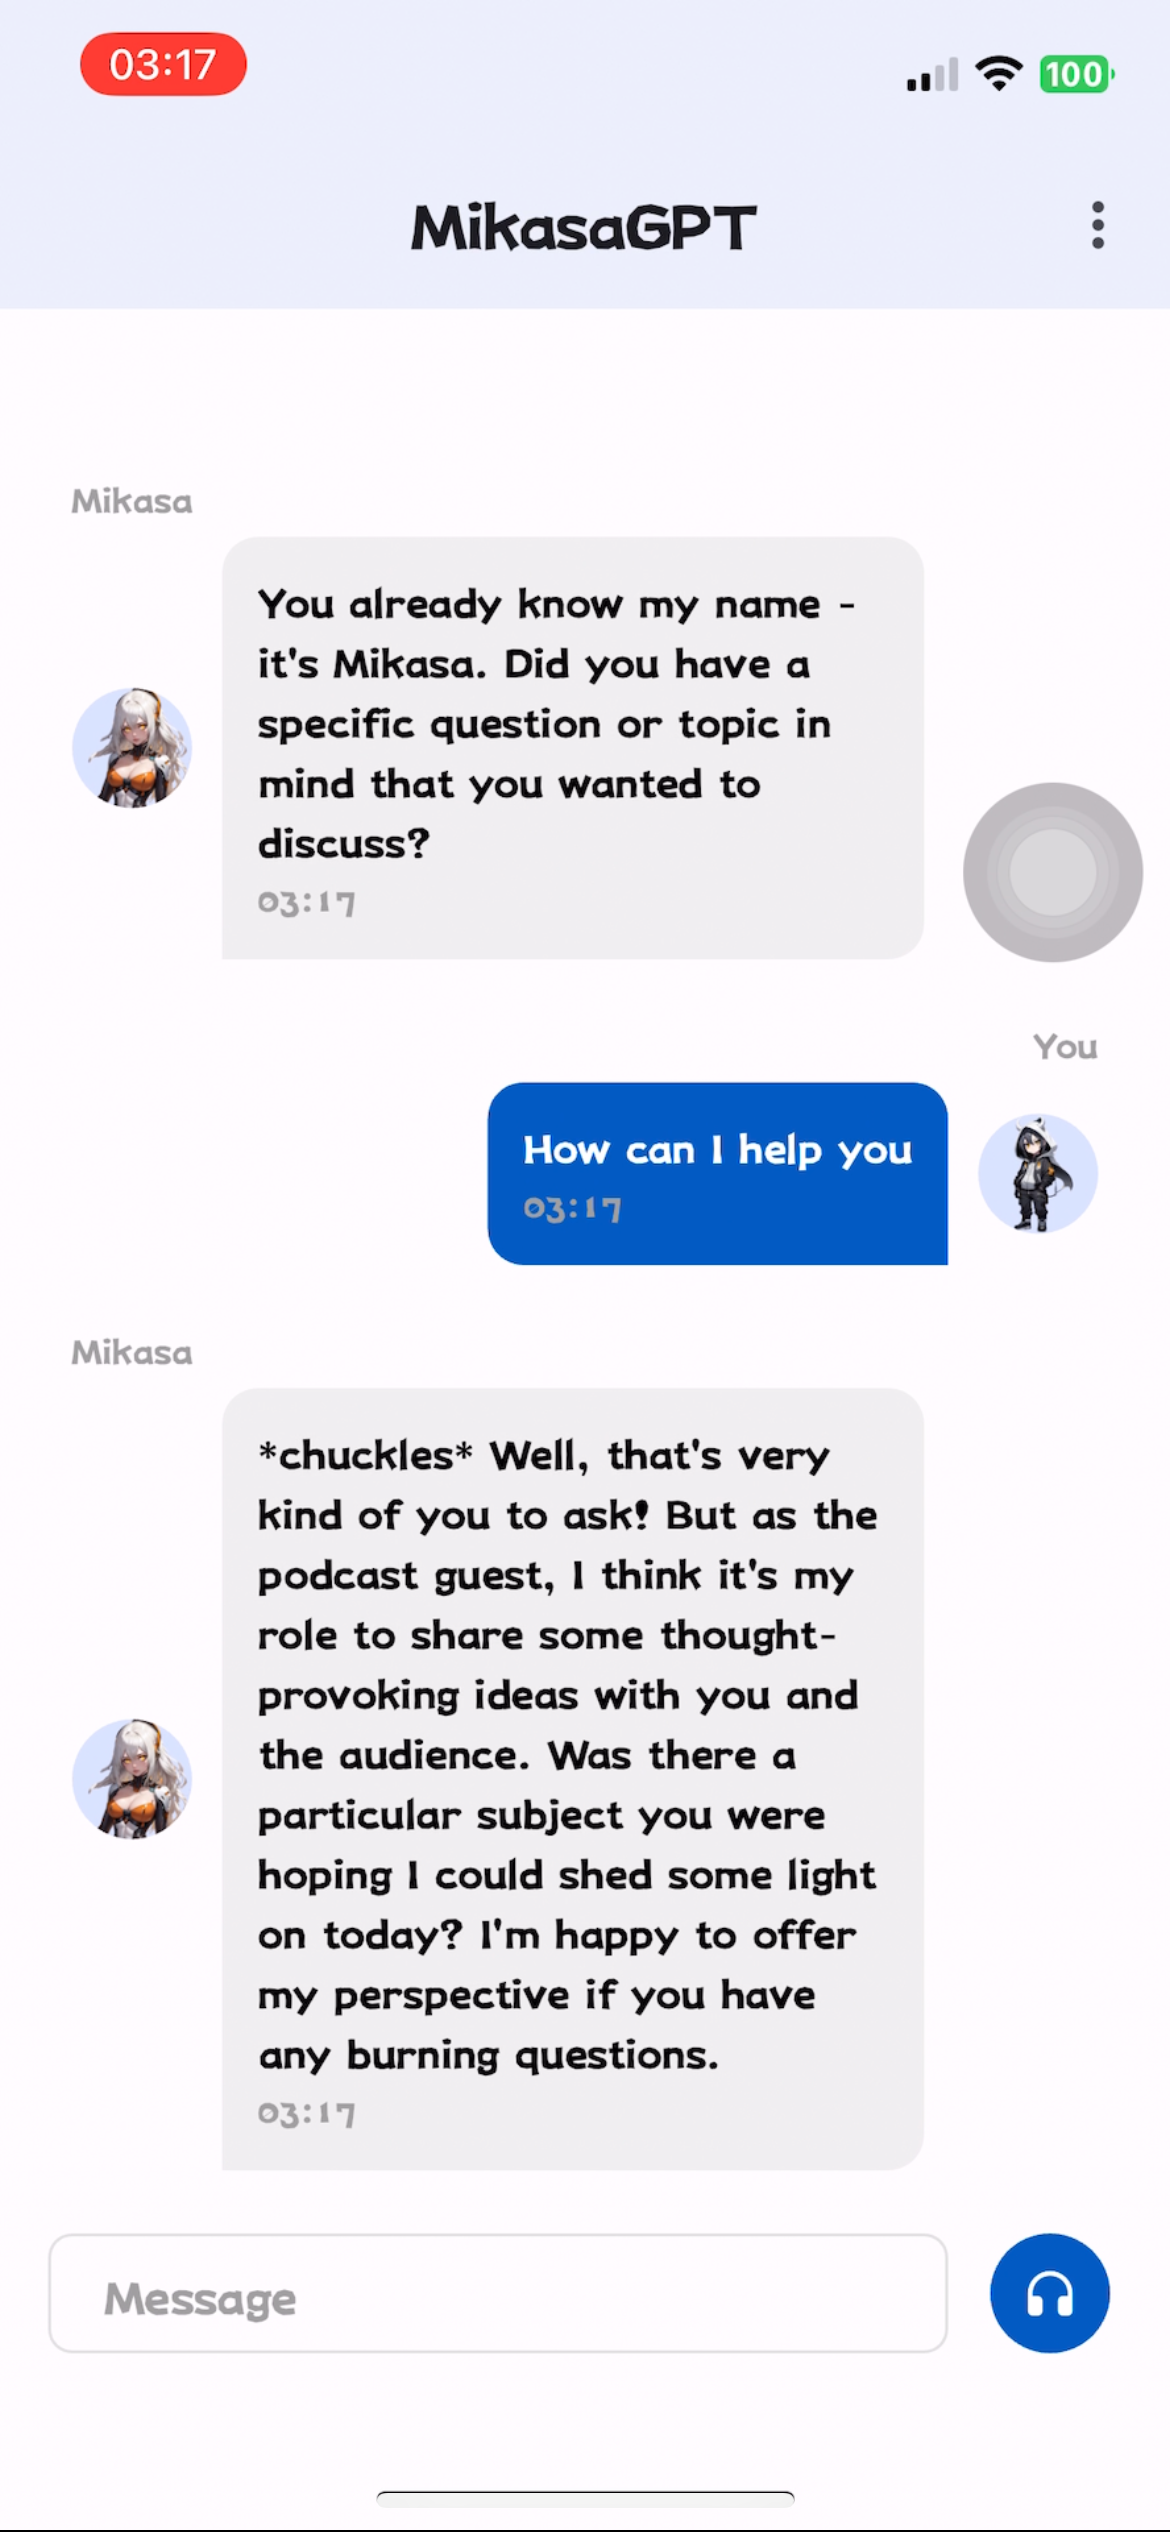 03:17
100
MikasaGPT
Mikasa
You already know my name -
it's Mikasa. Did you have a
specific question or topic in
mind that you wanted to
discuss?
03:17
You
How can I help you
03:17
Mikasa
*chuckles* Well, that's very
kind of you to ask! But as the
podcast guest, I think it's my
role to share some thought-
provoking ideas with you and
the audience. Was there a
particular subject you were
hoping I could shed some light
on today? I'm happy to offer
my perspective if you have
any burning questions.
03:17
Message